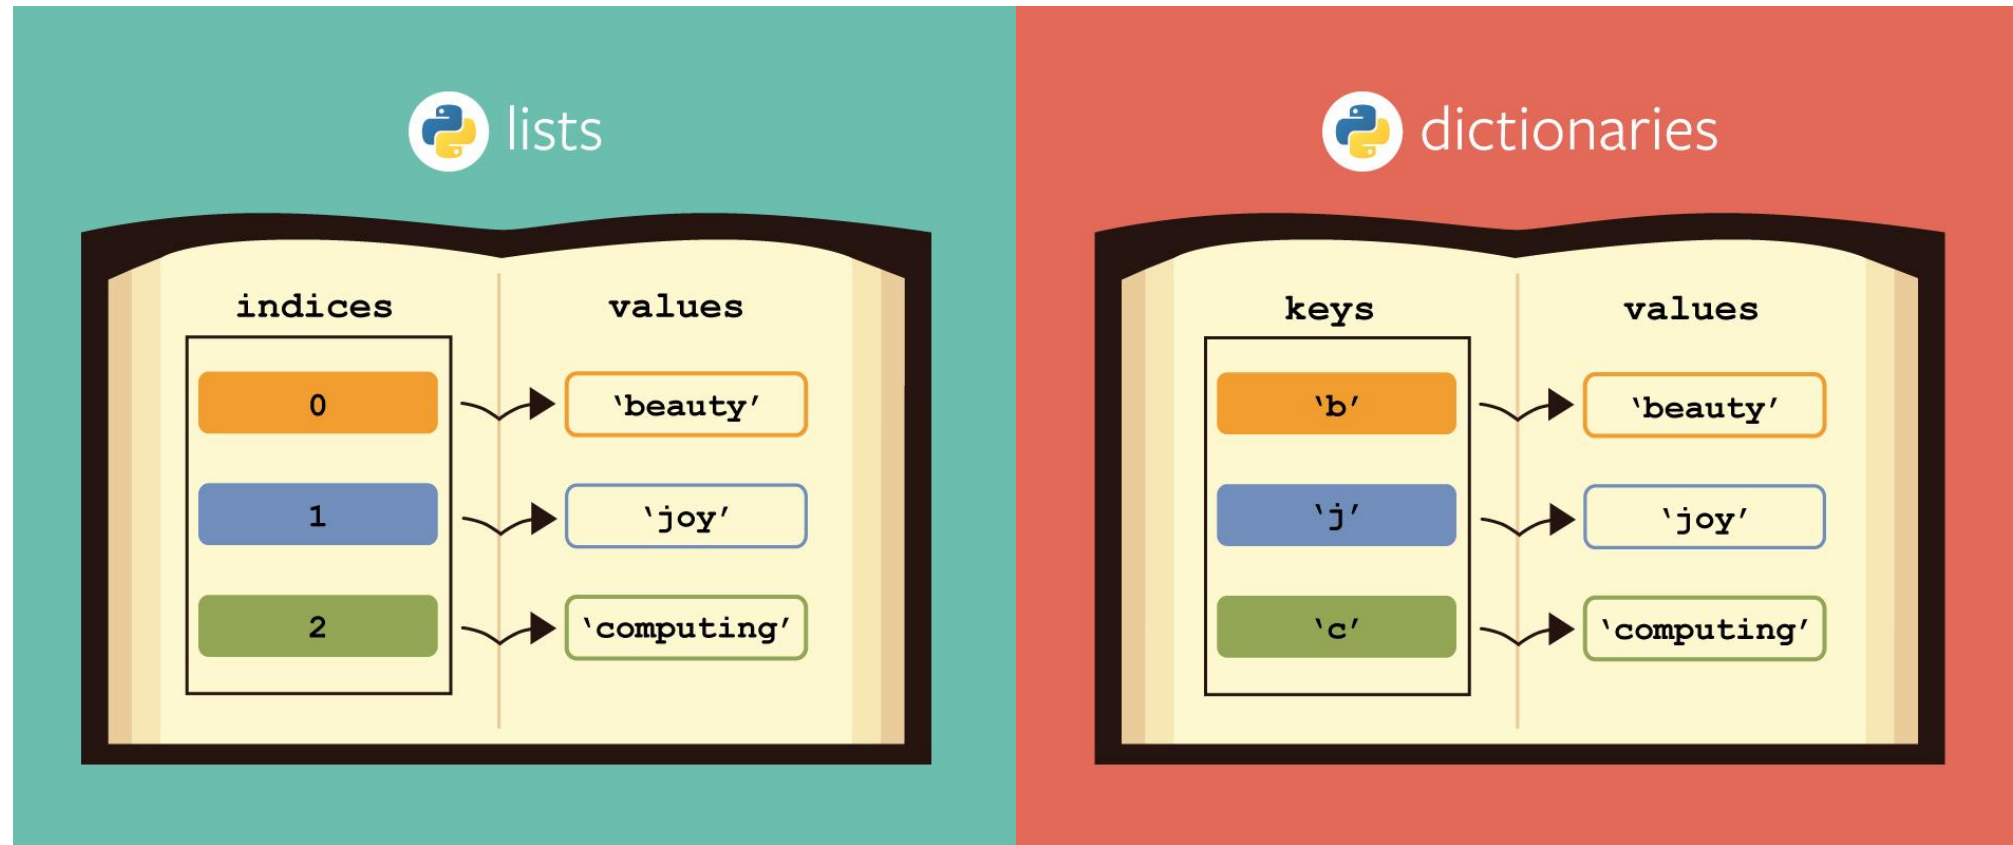 lists
indices values
0 ‘beauty’
1 ‘joy’
2 ‘computing’
dictionaries
keys values
‘b’ ‘beauty’
‘j’ ‘joy’
‘c’ ‘computing’